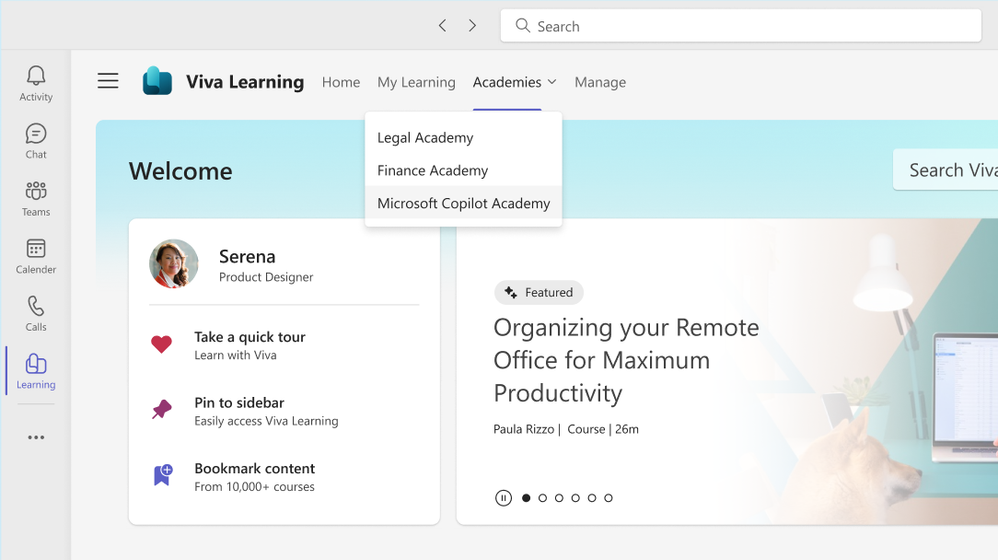 Search
Activity
Chat
Teams
Calender
Calls
Learning
Viva Learning
Home
My Learning
Academies
Manage
Legal Academy
Finance Academy
Microsoft Copilot Academy
Welcome
Search Viva
Serena
Product Designer
Take a quick tour
Learn with Viva
Pin to sidebar
Easily access Viva Learning
Bookmark content
From 10,000+ courses
Featured
Organizing your Remote
Office for Maximum
Productivity
Paula Rizzo | Course | 26m